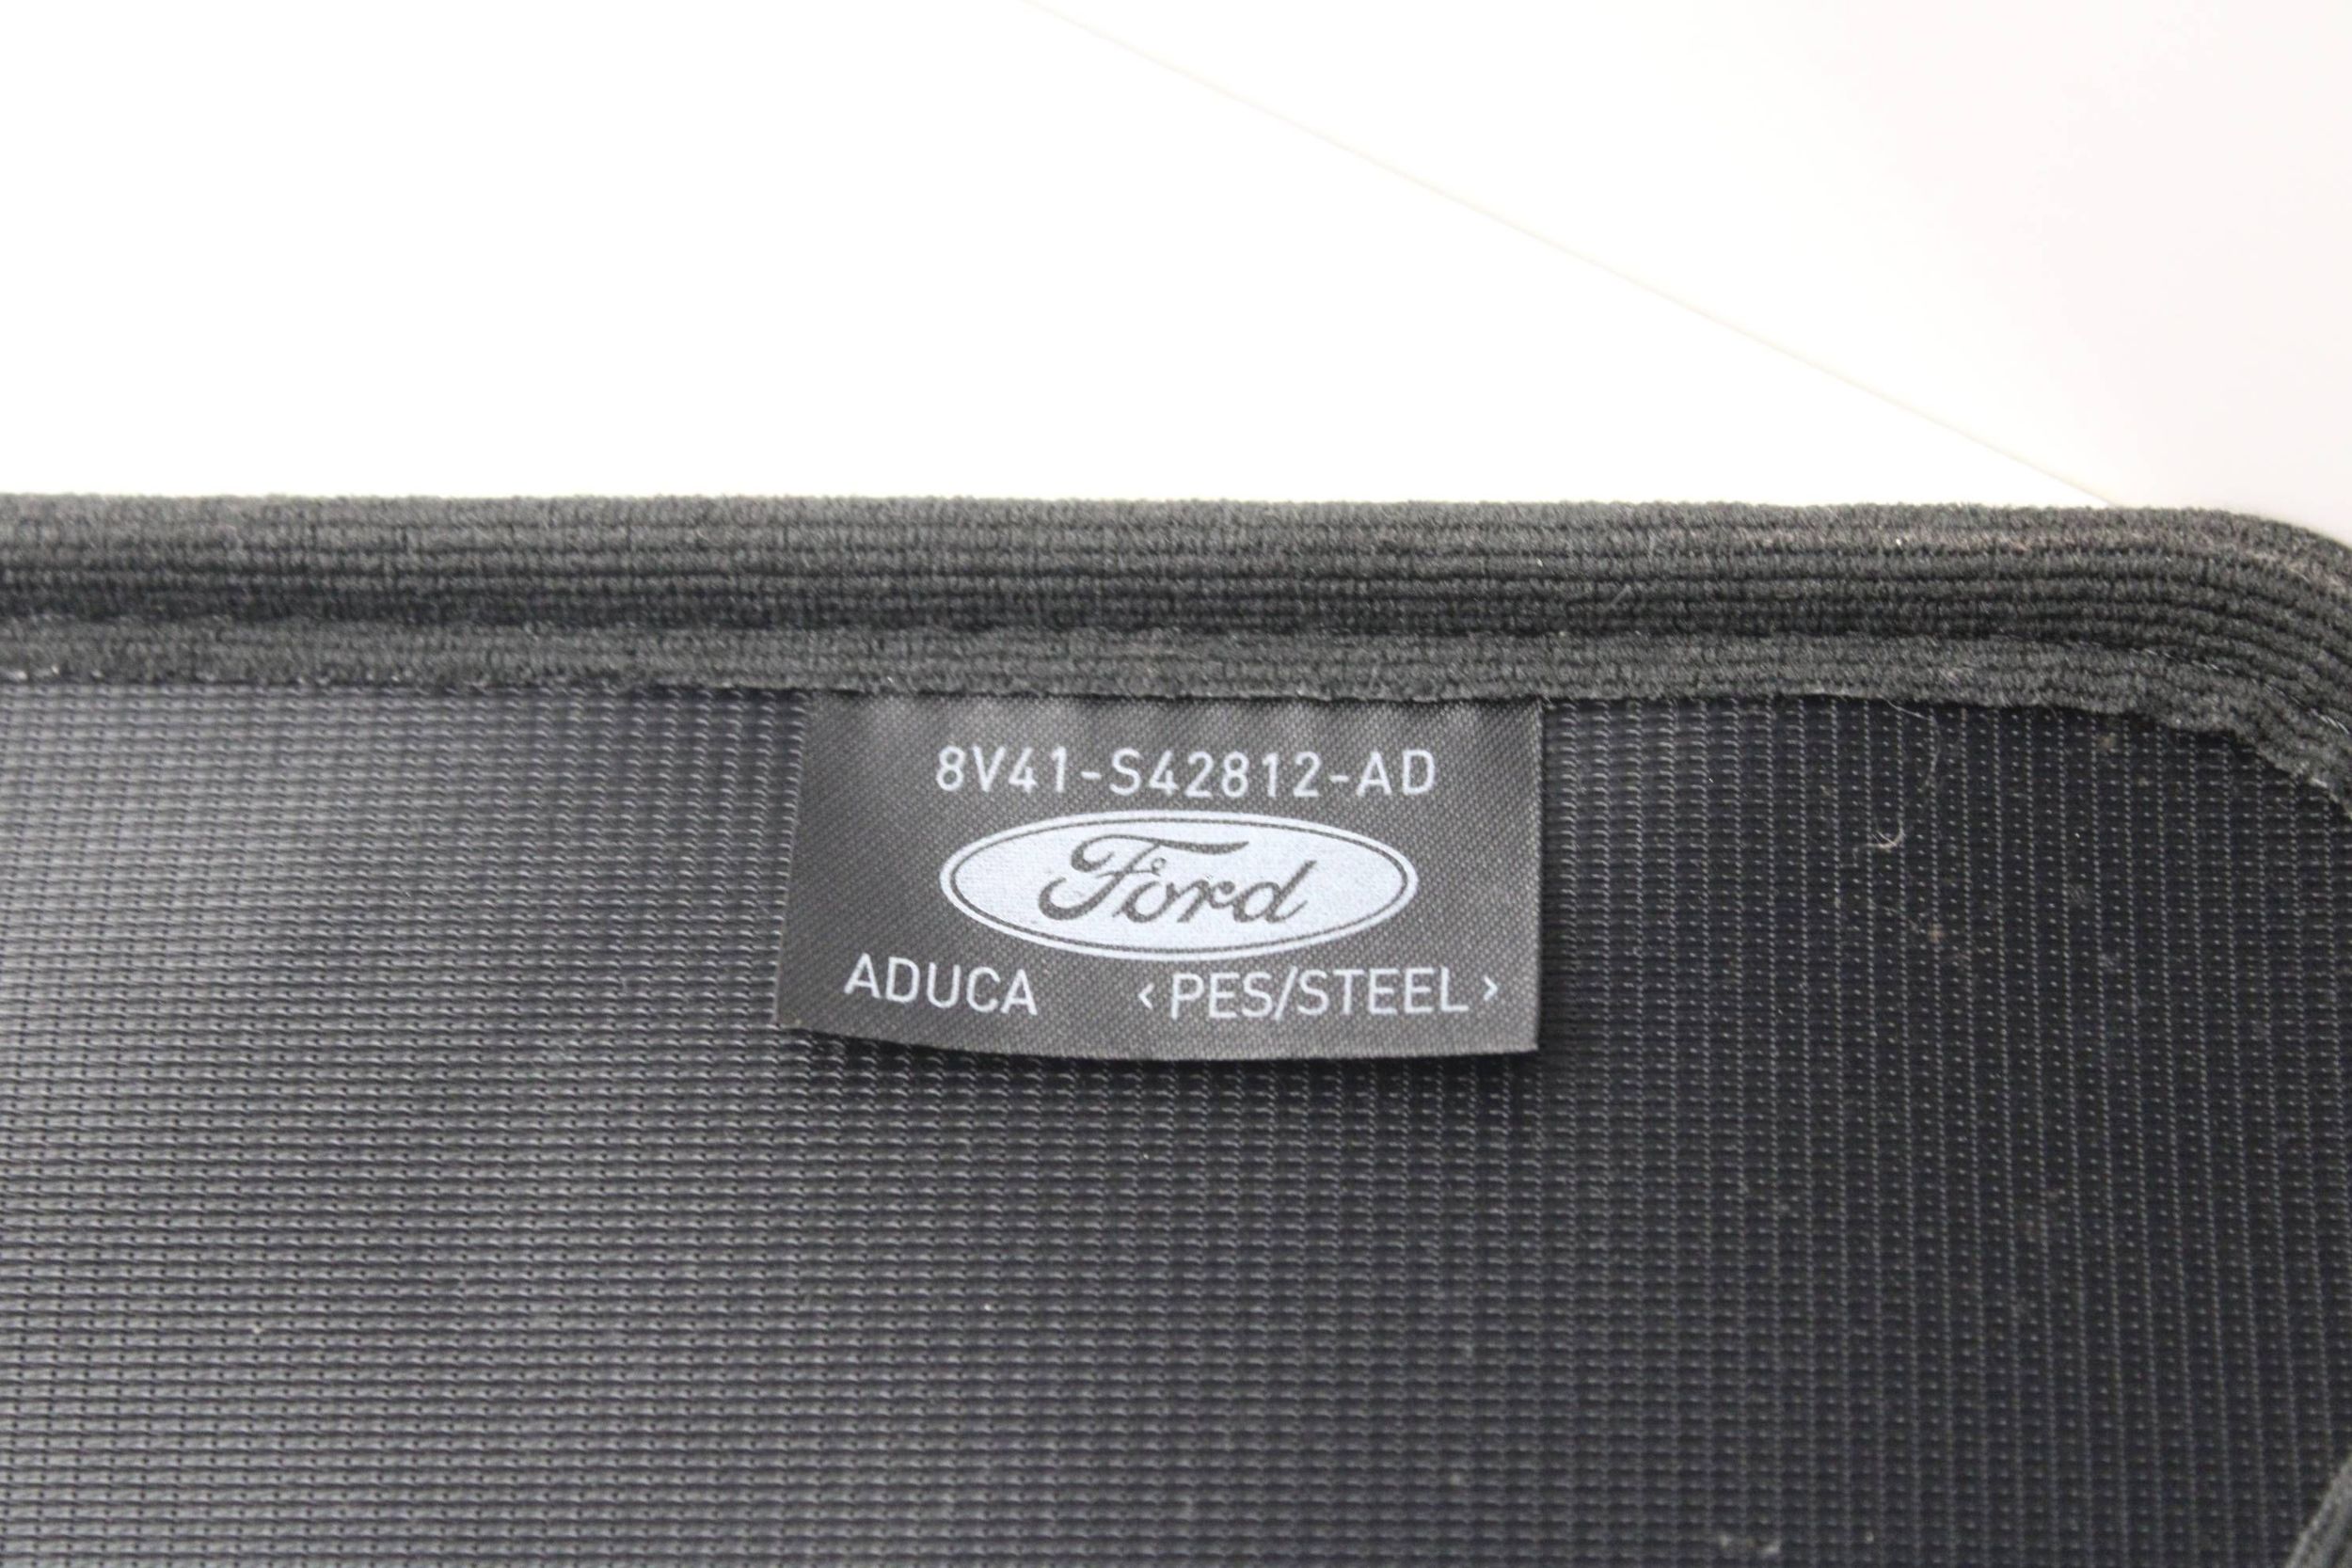 8V41-S42812-AD
Ford
ADUCA ‹PES/STEEL›